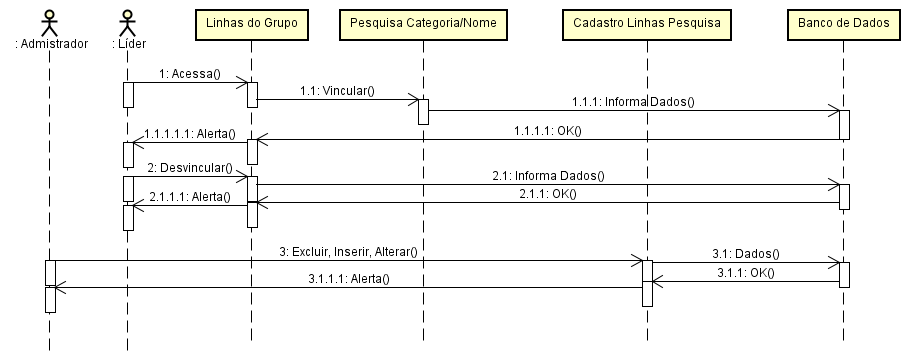 Linhas do Grupo
Pesquisa Categoria/Nome
Cadastro Linhas Pesquisa
Banco de Dados
: Admistrador
: Líder
1: Acessa()
1.1: Vincular()
1.1.1: Informa Dados()
1.1.1.1: OK()
1.1.1.1.1: Alerta()
2: Desvincular()
2.1: Informa Dados()
2.1.1: OK()
2.1.1.1: Alerta()
3: Excluir, Inserir, Alterar()
3.1: Dados()
3.1.1: OK()
3.1.1.1: Alerta()